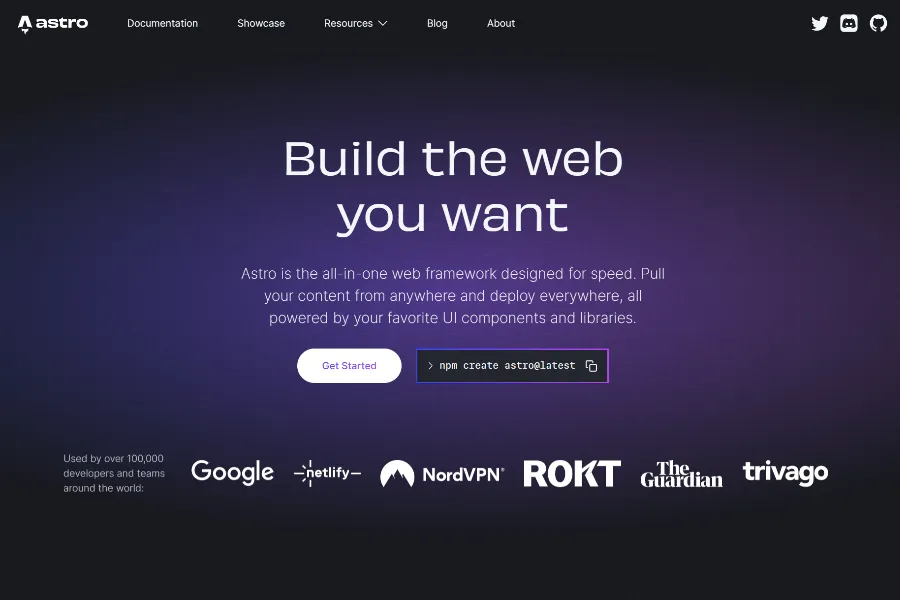 astro
Documentation
Showcase
Resources
Blog
About
Build the web
you want
Astro is the all-in-one web framework designed for speed. Pull
your content from anywhere and deploy everywhere, all
powered by your favorite UI components and libraries.
Get Started
> npm create astro@latest
Used by over 100,000
developers and teams
around the world:
Google
netlify
NordVPN®
ROKT
The
Guardian
trivago